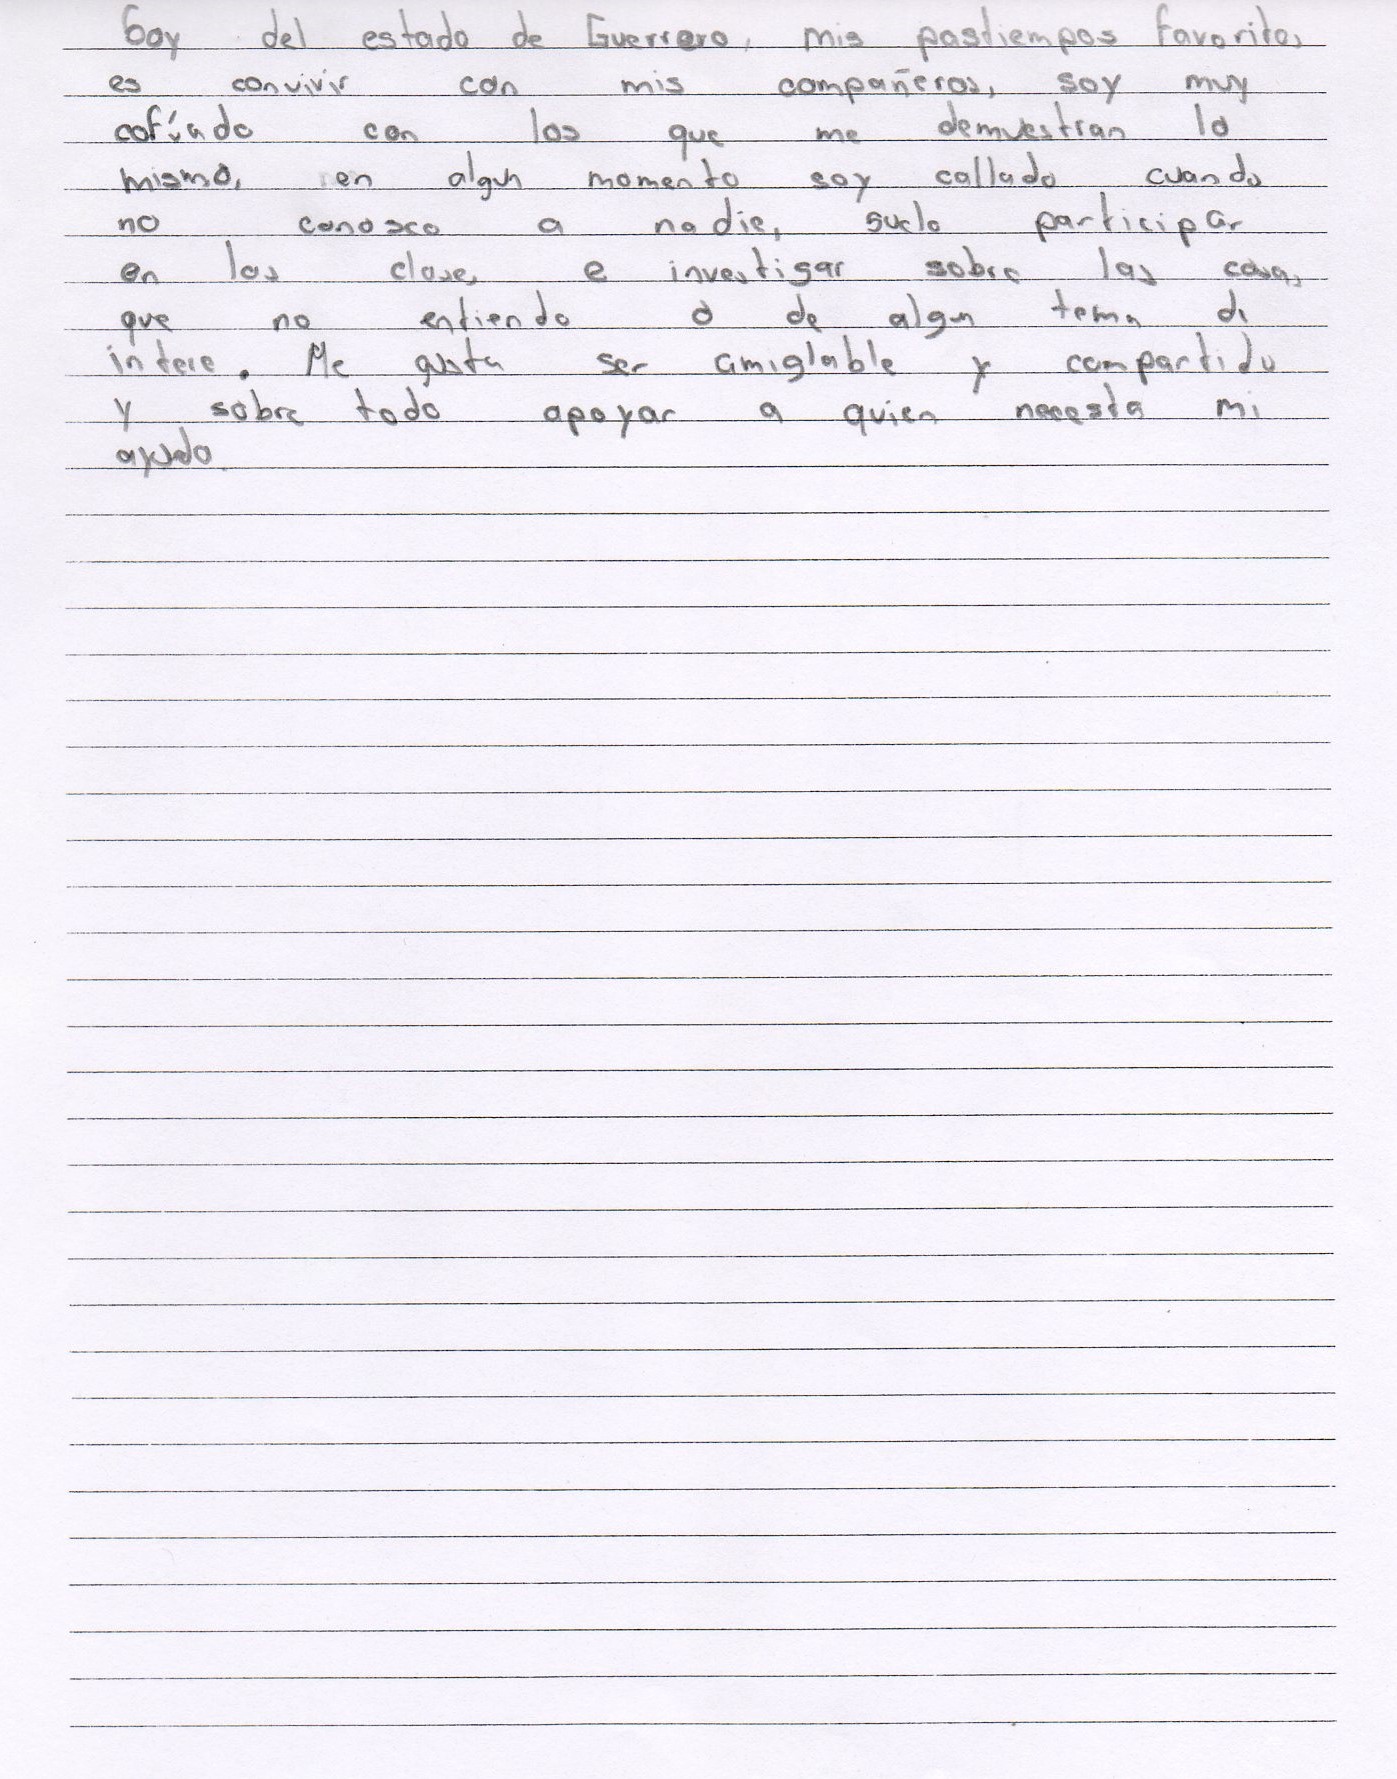 Soy del estado de Guerrero, mis pastiempos favoritos
es convivir con mis compañeros, soy muy
cofíado con los que me demuestran lo
mismo, en algun momento soy callado cuando
no conosco a nadie, suelo participar
en las clase, e investigar sobre las cosas
que no entiendo o de algun tema de
intere. Me gusta ser amiglable y compartido
y sobre todo apoyar a quien necesta mi
ayuda.